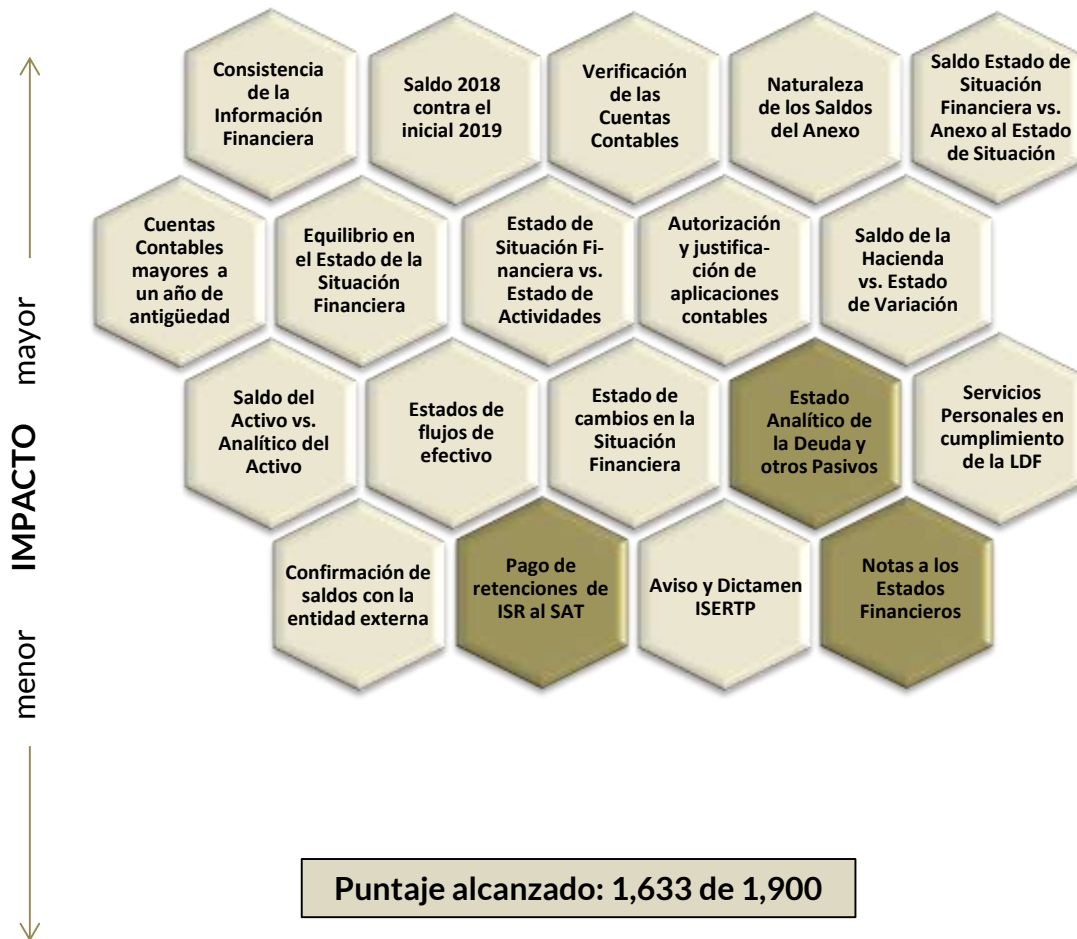 Consistencia
de la
Información
Financiera
Saldo 2018
contra el
inicial 2019
Verificación
de las
Cuentas
Contables
Naturaleza
de los Saldos
del Anexo
Saldo Estado de
Situación
Financiera vs.
Anexo al Estado
de Situación
Cuentas
Contables
mayores a
un año de
antigüedad
Equilibrio en
el Estado de la
Situación
Financiera
Estado de
Situación Fi-
nanciera vs.
Estado de
Actividades
Autorización
y justifica-
ción de
aplicaciones
contables
Saldo de la
Hacienda
vs. Estado
de Variación
Saldo del
Activo vs.
Analítico del
Activo
Estados de
flujos de
efectivo
Estado de
cambios en la
Situación
Financiera
Estado
Analítico de
la Deuda y
otros Pasivos
Servicios
Personales en
cumplimiento
de la LDF
Confirmación de
saldos con la
entidad externa
Pago de
retenciones de
ISR al SAT
Aviso y Dictamen
ISERTP
Notas a los
Estados
Financieros
menor IMPACTO mayor
Puntaje alcanzado: 1,633 de 1,900